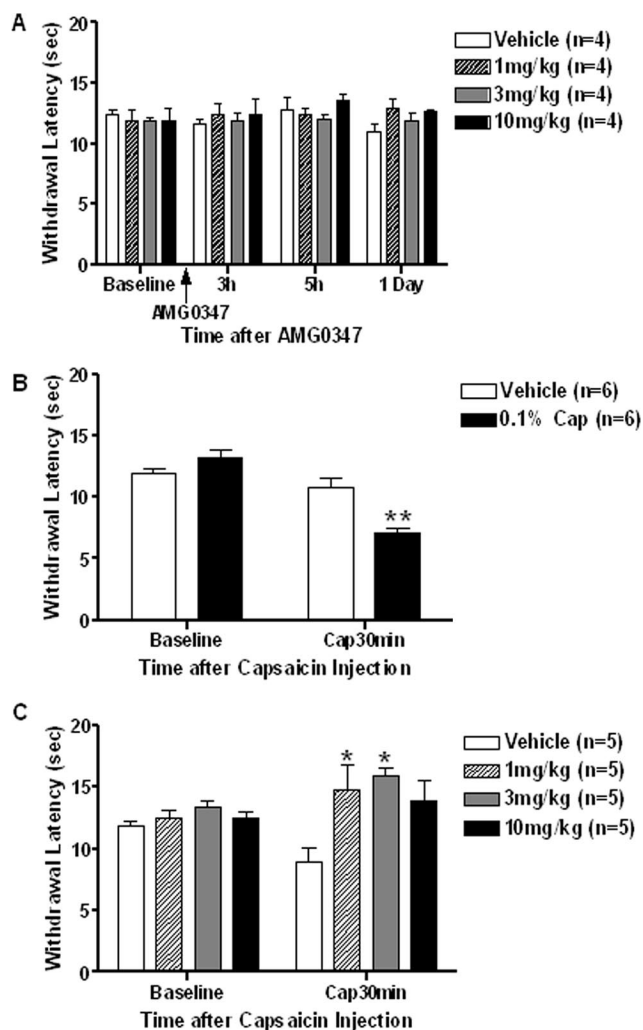 A
Withdrawal Latency (sec)
20
15
10
5
0
Vehicle (n=4)
1mg/kg (n=4)
3mg/kg (n=4)
10mg/kg (n=4)
Baseline 3h 5h 1 Day
AMG0347
Time after AMG0347
B
Withdrawal Latency (sec)
20
15
10
5
0
Vehicle (n=6)
0.1% Cap (n=6)
**
Baseline Cap30min
Time after Capsaicin Injection
C
Withdrawal Latency (sec)
20
15
10
5
0
Vehicle (n=5)
1mg/kg (n=5)
3mg/kg (n=5)
10mg/kg (n=5)
* *
Baseline Cap30min
Time after Capsaicin Injection